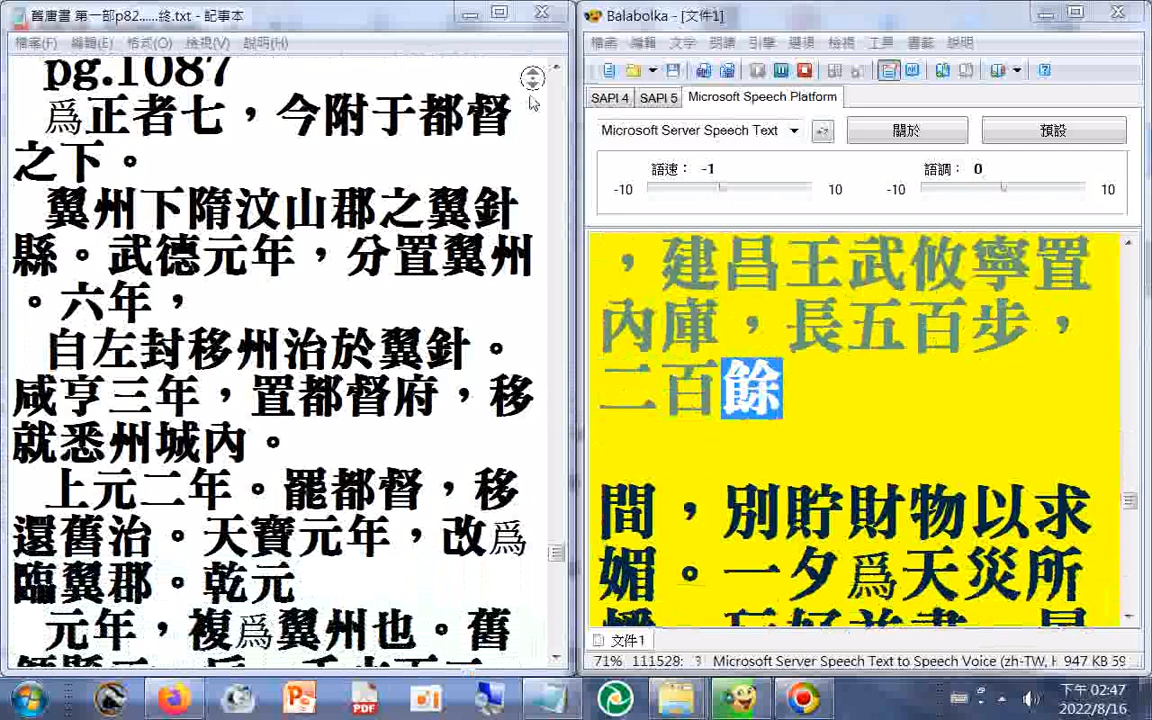 舊唐書 第一部p82......終.txt - 記事本
檔案(F) 編輯(E) 格式(O) 檢視(V) 說明(H)
pg.1087
爲正者七，今附于都督
之下。
翼州下隋汶山郡之翼針
縣。武德元年，分置翼州
。六年，
自左封移州治於翼針。
咸亨三年，置都督府，移
就悉州城內。
上元二年。罷都督，移
還舊治。天寶元年，改爲
臨翼郡。乾元
元年，複爲翼州也。舊
Balabolka - [文件1]
檔案 編輯 文字 朗讀 引擎 選項 檢視 工具 書籤 說明
SAPI 4 SAPI 5 Microsoft Speech Platform
Microsoft Server Speech Text
關於 預設
語速： -1 語調： 0
-10 10 -10 10
，建昌王武攸寧置
內庫，長五百步，
二百餘
間，別貯財物以求
媚。一夕爲天災所
文件1
71% 111528: Microsoft Server Speech Text to Speech Voice (zh-TW, H 947 KB 59
下午 02:47
2022/8/16